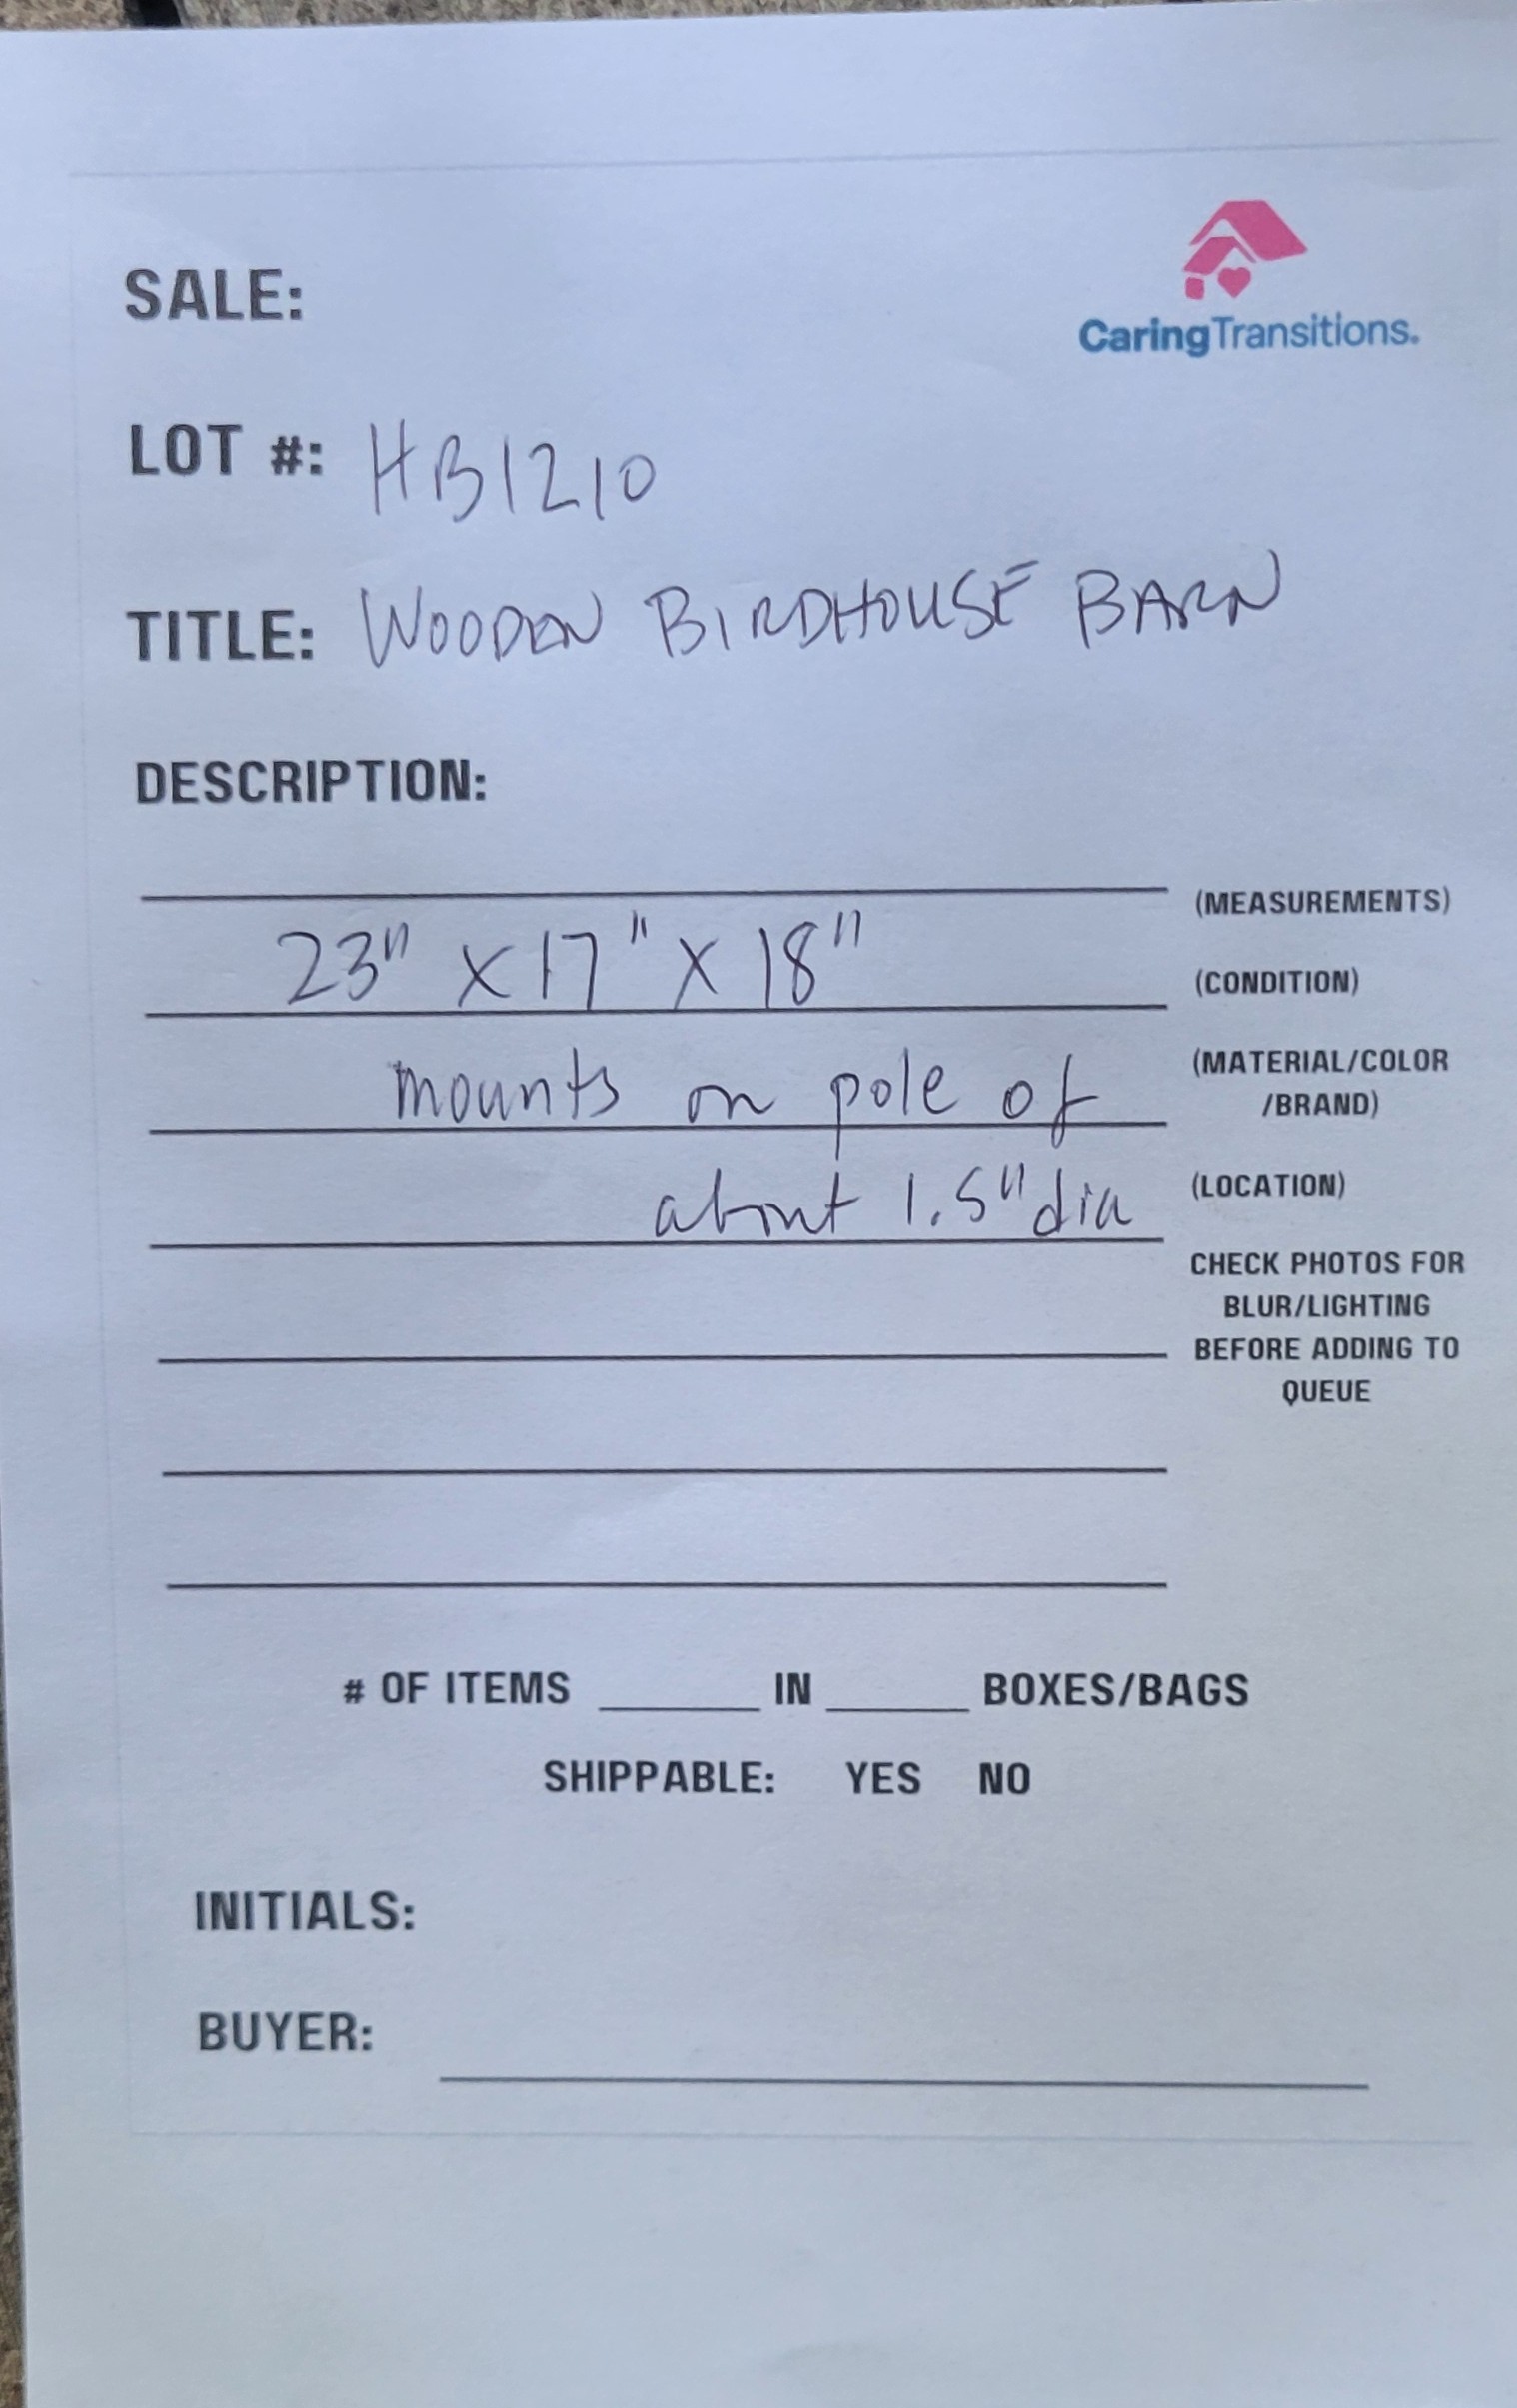 SALE:
CaringTransitions.
LOT #: HB1210
TITLE: WOODEN BIRDHOUSE BARN
DESCRIPTION:
(MEASUREMENTS)
23" x 17" x 18"
(CONDITION)
mounts on pole of
(MATERIAL/COLOR
/BRAND)
about 1.5" dia
(LOCATION)
CHECK PHOTOS FOR
BLUR/LIGHTING
BEFORE ADDING TO
QUEUE
# OF ITEMS ______ IN ______ BOXES/BAGS
SHIPPABLE: YES NO
INITIALS:
BUYER: